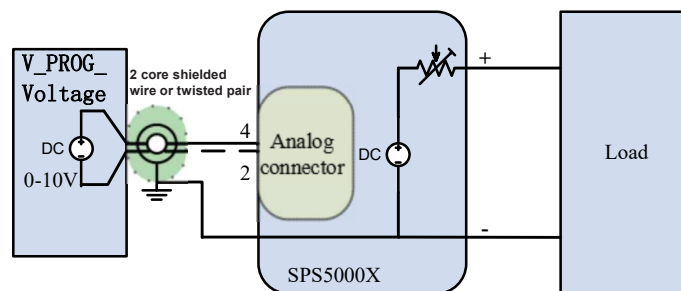 V_PROG_
Voltage
DC
0-10V
2 core shielded
wire or twisted pair
4
2
Analog
connector
DC
SPS5000X
+
-
Load